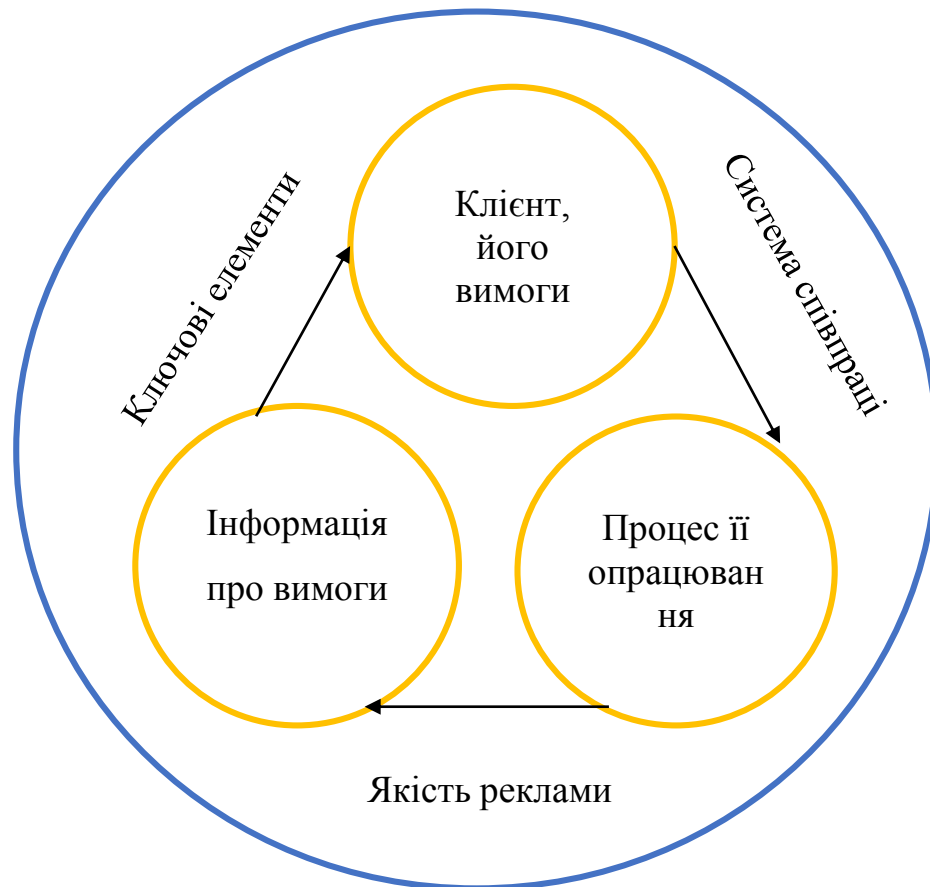 Ключові елементи
Клієнт,
його
вимоги
Система співпраці
Інформація
про вимоги
Процес її
опрацюван
ня
Якість реклами